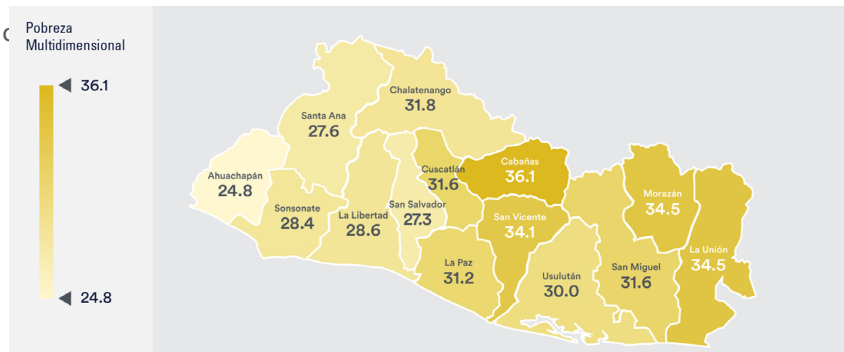 Pobreza
Multidimensional
36.1
24.8
Chalatenango
31.8
Santa Ana
27.6
Ahuachapán
24.8
Sonsonate
28.4
La Libertad
28.6
San Salvador
27.3
Cuscatlán
31.6
Cabañas
36.1
San Vicente
34.1
La Paz
31.2
Usulután
30.0
San Miguel
31.6
Morazán
34.5
La Unión
34.5